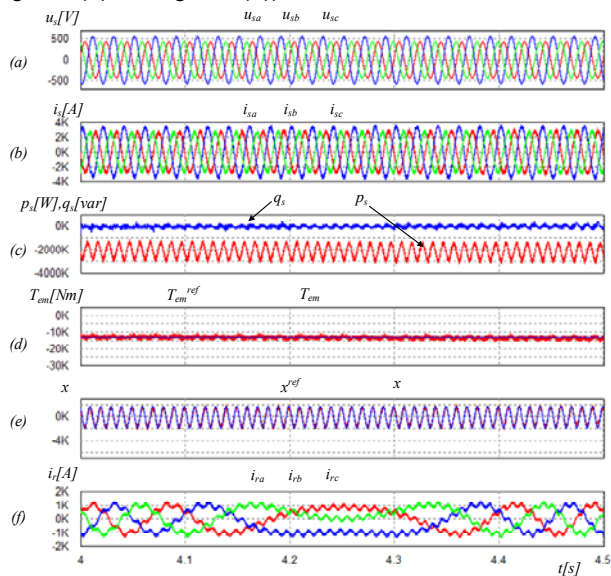 u_s[V] u_sa u_sb u_sc
500
(a) 0
-500
i_s[A] i_sa i_sb i_sc
4K
2K
(b) 0K
-2K
-4K
p_s[W],q_s[var] q_s p_s
0K
(c) -2000K
-4000K
T_em[Nm] T_em^ref T_em
0K
(d) -10K
-20K
-30K
x x^ref x
0K
(e)
-4K
i_r[A] i_ra i_rb i_rc
2K
1K
(f) 0K
-1K
-2K
4 4.1 4.2 4.3 4.4 4.5
t[s]